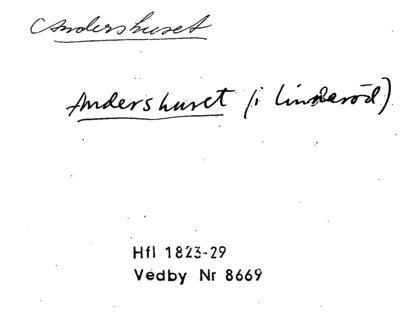 Andershuset
Andershuset (i Linderöd)
Hfl 1823-29
Vedby Nr 8669